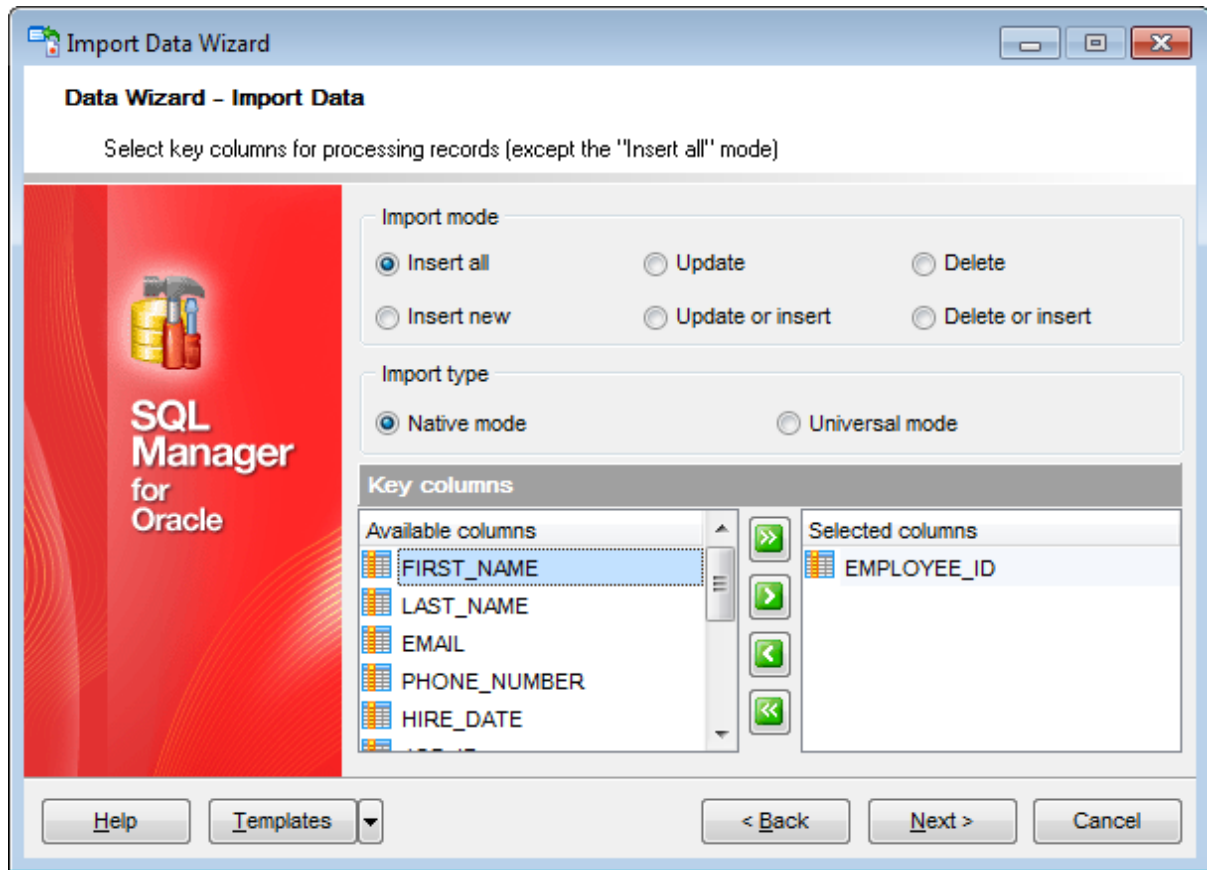 Import Data Wizard
Data Wizard - Import Data
Select key columns for processing records (except the "Insert all" mode)
SQL
Manager
for
Oracle
Import mode
Insert all
Update
Delete
Insert new
Update or insert
Delete or insert
Import type
Native mode
Universal mode
Key columns
Available columns
FIRST_NAME
LAST_NAME
EMAIL
PHONE_NUMBER
HIRE_DATE
Selected columns
EMPLOYEE_ID
Help
Templates
< Back
Next >
Cancel